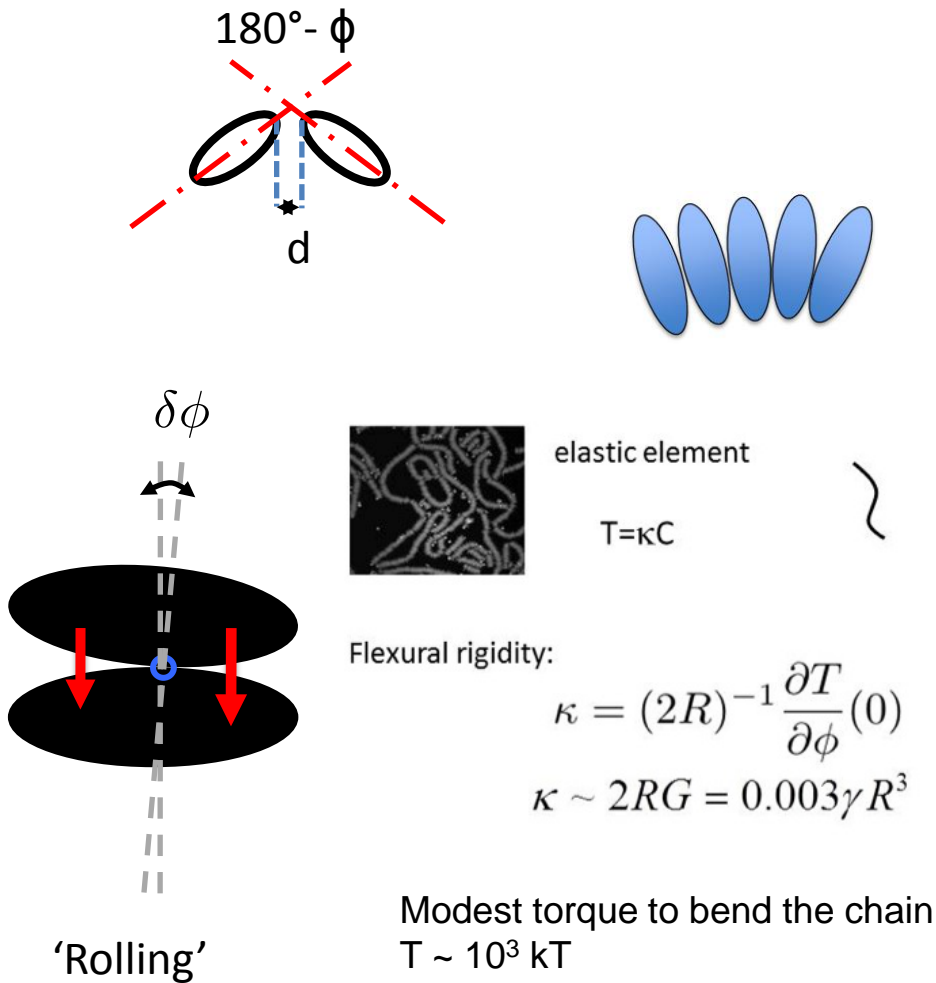 180°- ϕ
d
δϕ
elastic element
T=κC
Flexural rigidity:
κ = (2R)⁻¹ ∂T/∂ϕ (0)
κ ~ 2RG = 0.003γR³
Modest torque to bend the chain
T ~ 10³ kT
'Rolling'